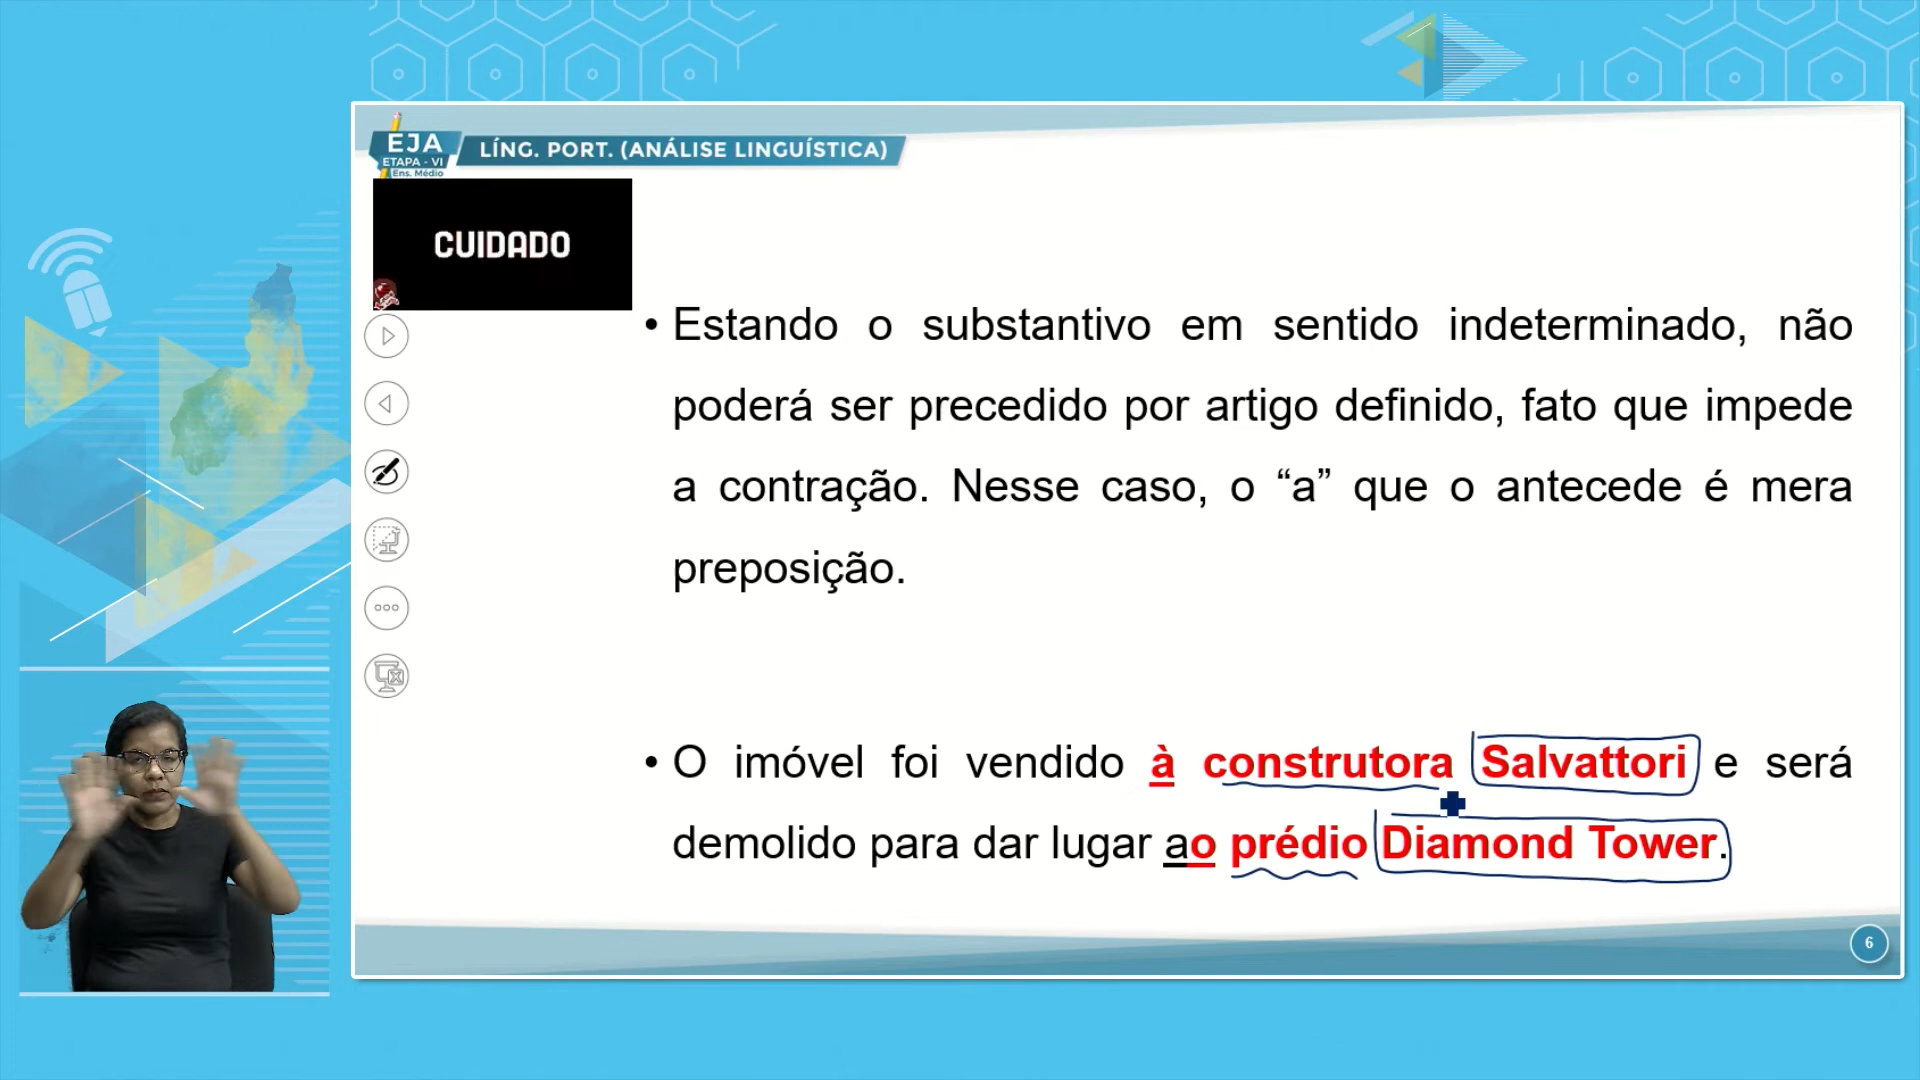 EJA
ETAPA - VI
Ens. Médio
LÍNG. PORT. (ANÁLISE LINGUÍSTICA)
CUIDADO
• Estando o substantivo em sentido indeterminado, não
poderá ser precedido por artigo definido, fato que impede
a contração. Nesse caso, o “a” que o antecede é mera
preposição.
• O imóvel foi vendido à construtora Salvattori e será
demolido para dar lugar ao prédio Diamond Tower.
6